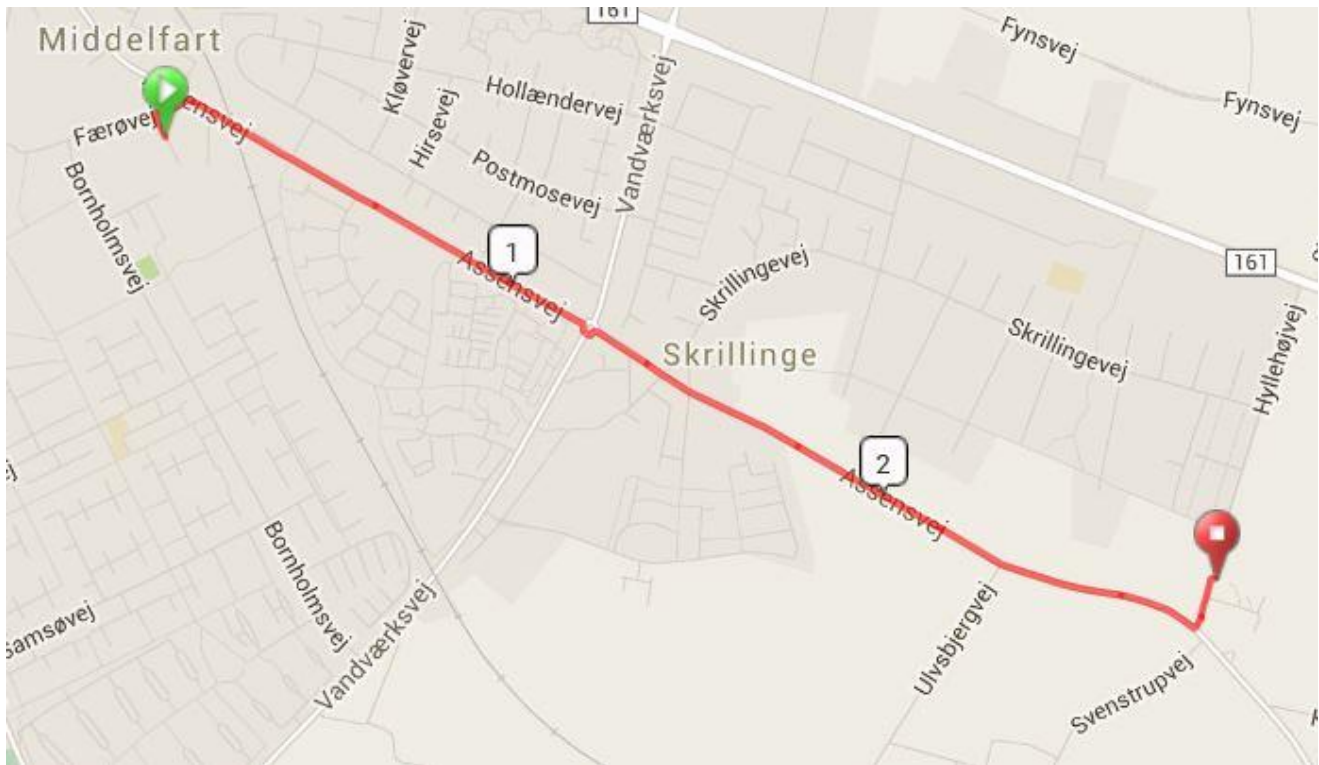 161
Middelfart
Fynsvej
Kløvervej
Hollændervej
Hirsevej
Fynsvej
Færøvej
Vandværksvej
Postmosevej
Bornholmsvej
1
Assensvej
Skrillingevej
161
Skrillinge
Skrillingevej
Hyllehøjvej
2
Assensvej
Bornholmsvej
Samsøvej
Vandværksvej
Ulvsbjergvej
Svenstrupvej